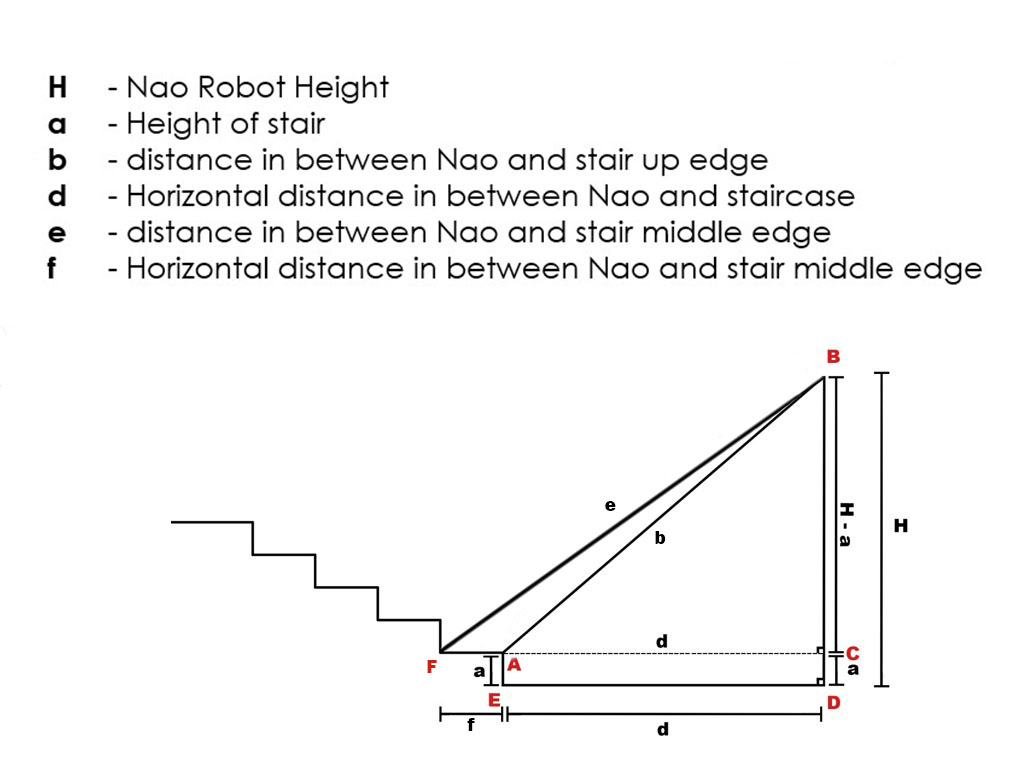 H - Nao Robot Height
a - Height of stair
b - distance in between Nao and stair up edge
d - Horizontal distance in between Nao and staircase
e - distance in between Nao and stair middle edge
f - Horizontal distance in between Nao and stair middle edge
B
e
H - a
H
b
d
F
a
A
C
a
E
D
f
d